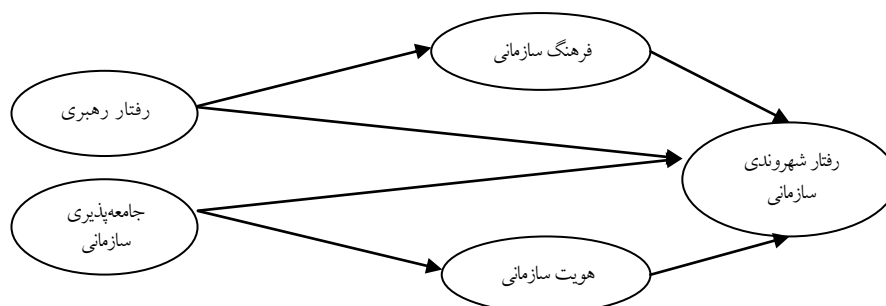 فرهنگ سازمانی
رفتار رهبری
رفتار شهروندی
سازمانی
جامعه‌پذیری
سازمانی
هویت سازمانی